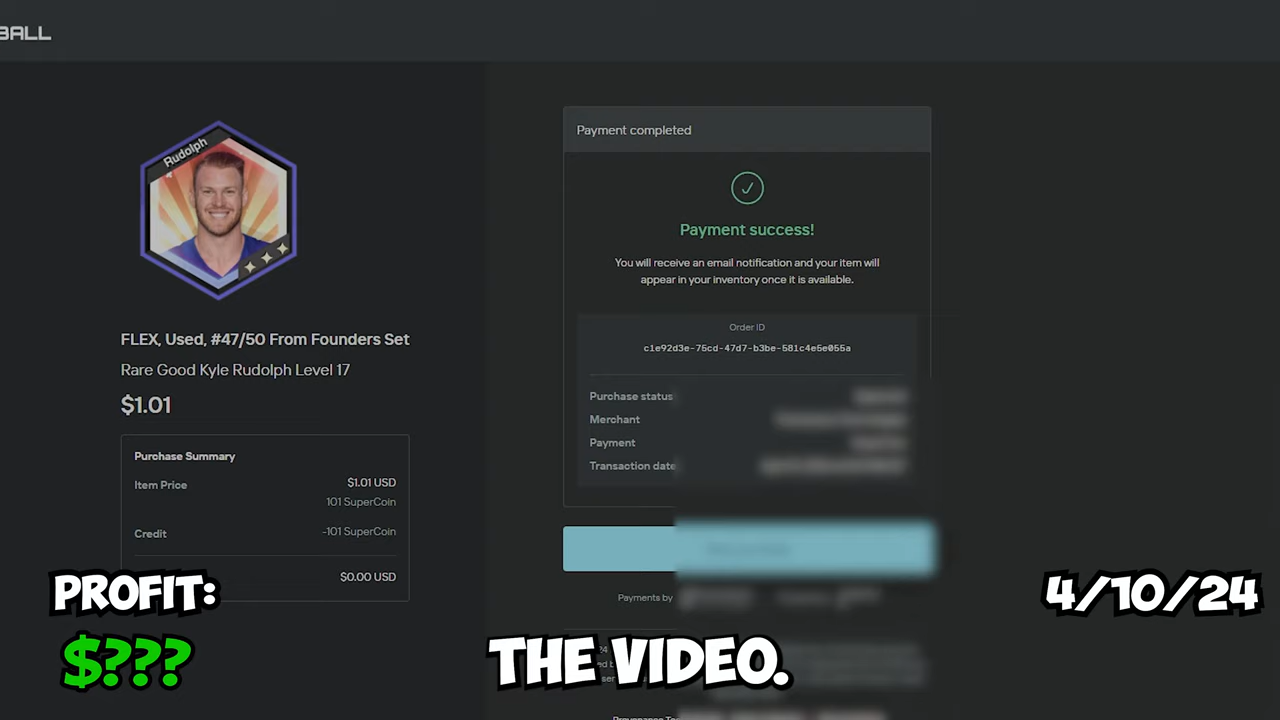 BALL
Rudolph
FLEX, Used, #47/50 From Founders Set
Rare Good Kyle Rudolph Level 17
$1.01
Purchase Summary
Item Price $1.01 USD
101 SuperCoin
Credit -101 SuperCoin
$0.00 USD
Payment completed
Payment success!
You will receive an email notification and your item will
appear in your inventory once it is available.
Order ID
c1e92d3e-75cd-47d7-b3be-581c4e5e055a
Purchase status
Merchant
Payment
Transaction date
Payments by
PROFIT:
$???
THE VIDEO.
4/10/24